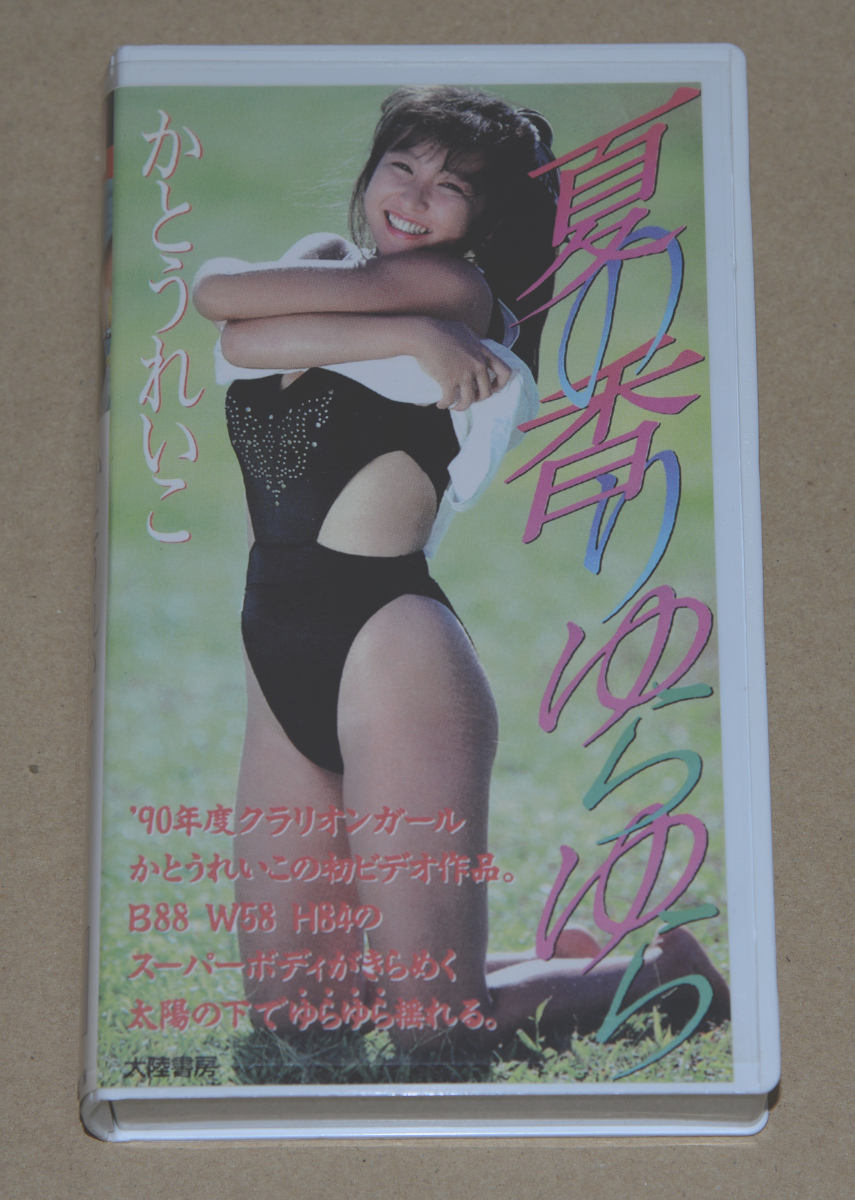 かとうれいこ
夏の香りゆらゆら
'90年度クラリオンガール
かとうれいこの初ビデオ作品。
B88 W58 H84の
スーパーボディがきらめく
太陽の下でゆらゆら揺れる。
大陸書房